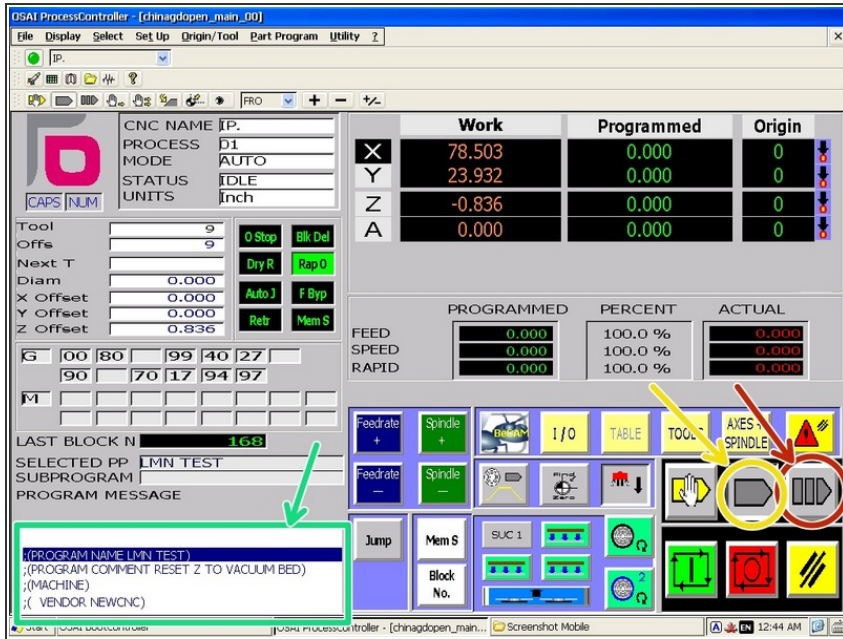 OSAI ProcessController - [chinagdopen_main_00]
File Display Select Set Up Origin/Tool Part Program Utility ?
IP.
FRO
CNC NAME IP.
PROCESS 01
MODE AUTO
STATUS IDLE
UNITS Inch
CAPS NUM
Work Programmed Origin
X 78.503 0.000 0
Y 23.932 0.000 0
Z -0.836 0.000 0
A 0.000 0.000 0
Tool 9
Offs 9
Next T
Diam 0.000
X Offset 0.000
Y Offset 0.000
Z Offset 0.836
O Stop Blk Del
Dry R Rap O
Auto J F Byp
Retr Mem S
PROGRAMMED PERCENT ACTUAL
FEED 0.000 100.0 % 0.000
SPEED 0.000 100.0 % 0.000
RAPID 0.000 100.0 % 0.000
G 00 80 99 40 27
90 70 17 94 97
M
LAST BLOCK N 168
SELECTED PP LMN TEST
SUBPROGRAM
PROGRAM MESSAGE
;(PROGRAM NAME LMN TEST)
;(PROGRAM COMMENT RESET Z TO VACUUM BED)
;(MACHINE)
;( VENDOR NEWCNC)
Feedrate +
Spindle +
I/O
TABLE
TOOLS
AXES + SPINDLE
Feedrate -
Spindle -
Zero
Jump
Mem S
SUC 1
Block No.
2
Start
OSAI BootController
OSAI ProcessController - [chinagdopen_main...
Screenshot Mobile
EN
12:44 AM